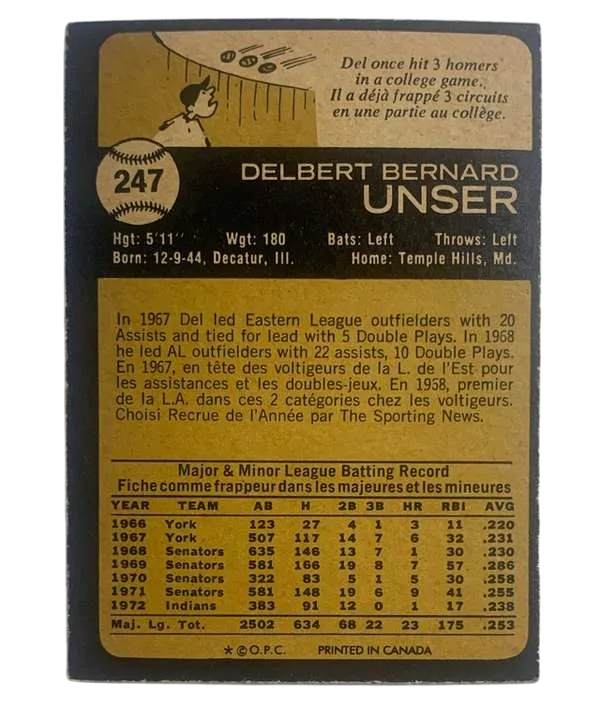 Del once hit 3 homers
in a college game.
Il a déjà frappé 3 circuits
en une partie au collège.
247
DELBERT BERNARD
UNSER
Hgt: 5'11" Wgt: 180 Bats: Left Throws: Left
Born: 12-9-44, Decatur, Ill. Home: Temple Hills, Md.
In 1967 Del led Eastern League outfielders with 20
Assists and tied for lead with 5 Double Plays. In 1968
he led AL outfielders with 22 assists, 10 Double Plays.
En 1967, en tête des voltigeurs de la L. de l'Est pour
les assistances et les doubles-jeux. En 1968, premier
de la L.A. dans ces 2 catégories chez les voltigeurs.
Choisi Recrue de l'Année par The Sporting News.
Major & Minor League Batting Record
Fiche comme frappeur dans les majeures et les mineures
YEAR TEAM AB H 2B 3B HR RBI AVG
1966 York 123 27 4 1 3 11 .220
1967 York 507 117 14 7 6 32 .231
1968 Senators 635 146 13 7 1 30 .230
1969 Senators 581 166 19 8 7 57 .286
1970 Senators 322 83 5 1 5 30 .258
1971 Senators 581 148 19 6 9 41 .255
1972 Indians 383 91 12 0 1 17 .238
Maj. Lg. Tot. 2502 634 68 22 23 175 .253
* © O.P.C. PRINTED IN CANADA